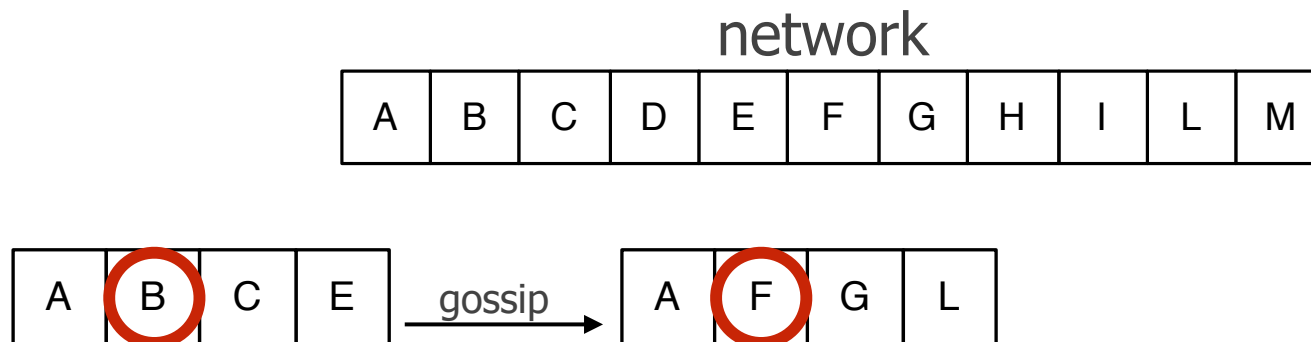 network
A B C D E F G H I L M
A B C E gossip A F G L